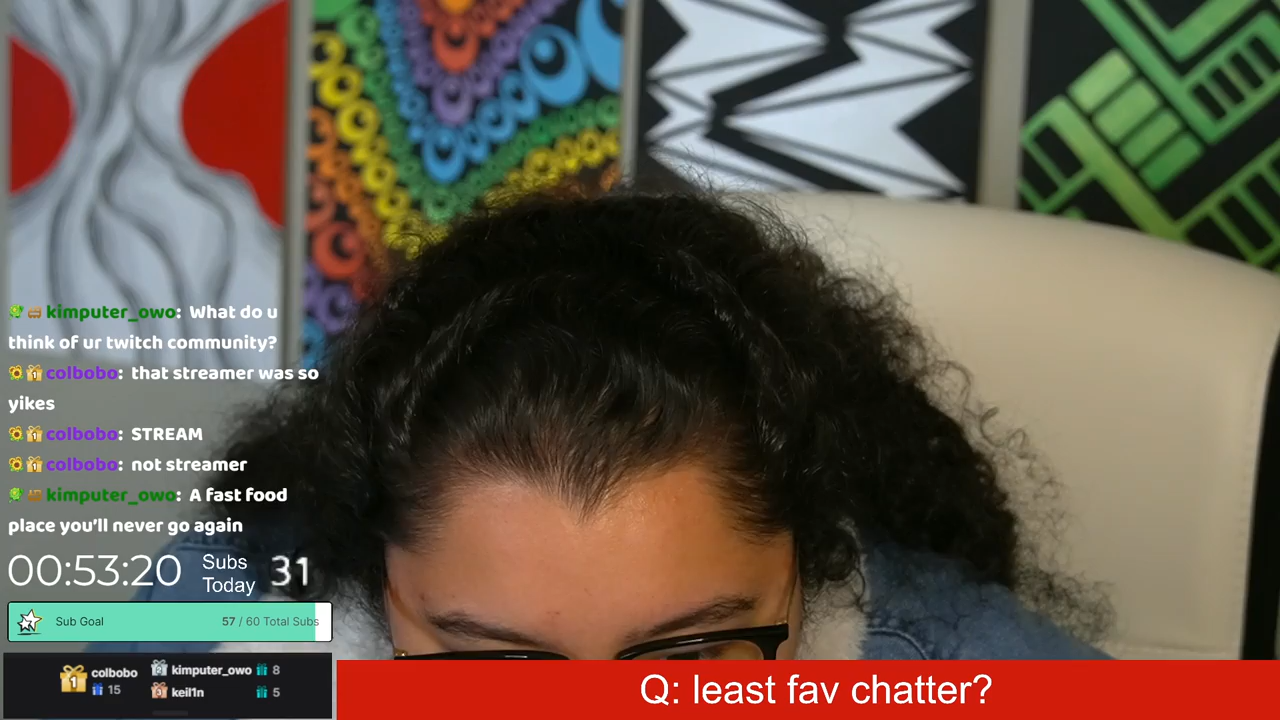 kimputer_owo: What do u
think of ur twitch community?
colbobo: that streamer was so
yikes
colbobo: STREAM
colbobo: not streamer
kimputer_owo: A fast food
place you'll never go again
00:53:20 Subs Today 31
Sub Goal 57 / 60 Total Subs
1 colbobo 15
kimputer_owo 8
keil1n 5
Q: least fav chatter?